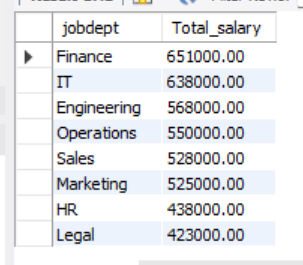 jobdept Total_salary
Finance 651000.00
IT 638000.00
Engineering 568000.00
Operations 550000.00
Sales 528000.00
Marketing 525000.00
HR 438000.00
Legal 423000.00